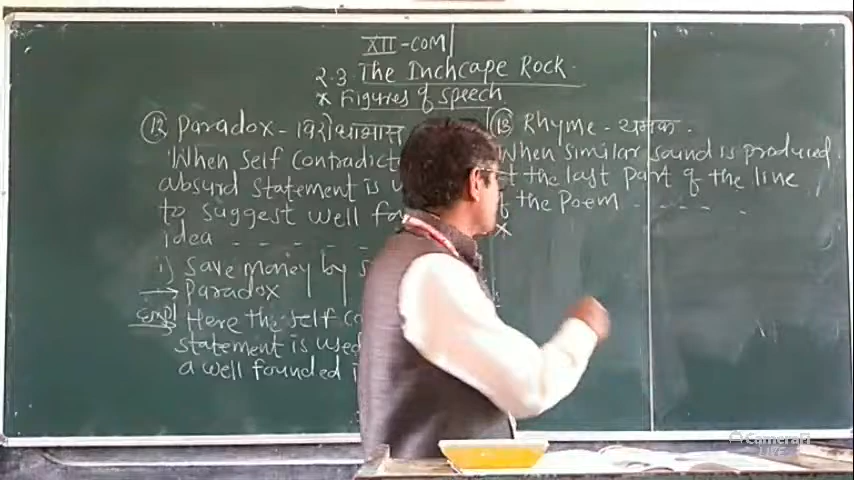 XII-COM
2.3. The Inchcape Rock.
* Figures of speech
(12) Paradox - विरोधाभास
When Self Contradict
absurd statement is u
to suggest well fou
idea - - - - - -
i) Save money by s
→ Paradox
Expl Here the self co
statement is used
a well founded i
(13) Rhyme - यमक.
When similar sound is produced
at the last part of the line
of the Poem - - - - - -
*
CameraFi
LIVE